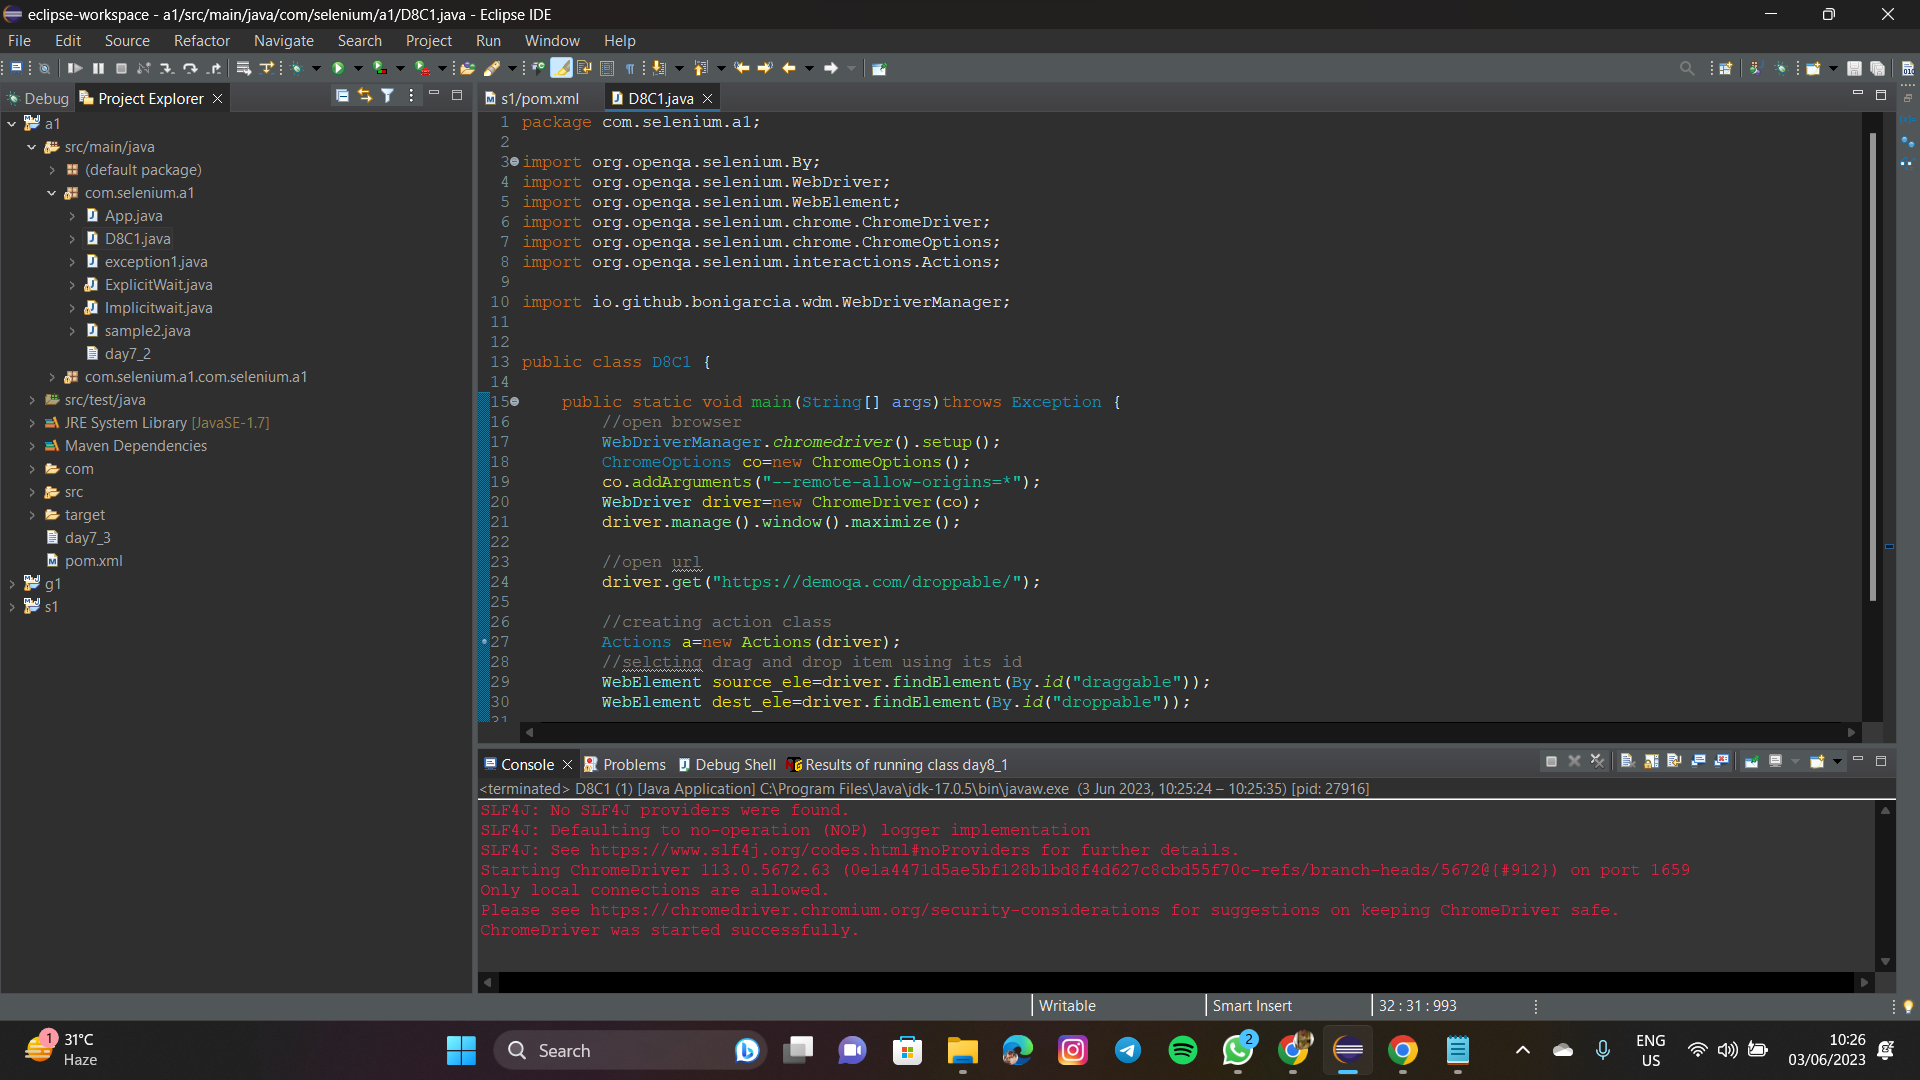 eclipse-workspace - a1/src/main/java/com/selenium/a1/D8C1.java - Eclipse IDE
File Edit Source Refactor Navigate Search Project Run Window Help
Debug Project Explorer
a1
src/main/java
(default package)
com.selenium.a1
App.java
D8C1.java
exception1.java
ExplicitWait.java
Implicitwait.java
sample2.java
day7_2
com.selenium.a1.com.selenium.a1
src/test/java
JRE System Library [JavaSE-1.7]
Maven Dependencies
com
src
target
day7_3
pom.xml
g1
s1
s1/pom.xml D8C1.java
1 package com.selenium.a1;
2
3 import org.openqa.selenium.By;
4 import org.openqa.selenium.WebDriver;
5 import org.openqa.selenium.WebElement;
6 import org.openqa.selenium.chrome.ChromeDriver;
7 import org.openqa.selenium.chrome.ChromeOptions;
8 import org.openqa.selenium.interactions.Actions;
9
10 import io.github.bonigarcia.wdm.WebDriverManager;
11
12
13 public class D8C1 {
14
15 public static void main(String[] args)throws Exception {
16 //open browser
17 WebDriverManager.chromedriver().setup();
18 ChromeOptions co=new ChromeOptions();
19 co.addArguments("--remote-allow-origins=*");
20 WebDriver driver=new ChromeDriver(co);
21 driver.manage().window().maximize();
22
23 //open url
24 driver.get("https://demoqa.com/droppable/");
25
26 //creating action class
27 Actions a=new Actions(driver);
28 //selcting drag and drop item using its id
29 WebElement source_ele=driver.findElement(By.id("draggable"));
30 WebElement dest_ele=driver.findElement(By.id("droppable"));
31
Console Problems Debug Shell Results of running class day8_1
<terminated> D8C1 (1) [Java Application] C:\Program Files\Java\jdk-17.0.5\bin\javaw.exe (3 Jun 2023, 10:25:24 – 10:25:35) [pid: 27916]
SLF4J: No SLF4J providers were found.
SLF4J: Defaulting to no-operation (NOP) logger implementation
SLF4J: See https://www.slf4j.org/codes.html#noProviders for further details.
Starting ChromeDriver 113.0.5672.63 (0e1a4471d5ae5bf128b1bd8f4d627c8cbd55f70c-refs/branch-heads/5672@{#912}) on port 1659
Only local connections are allowed.
Please see https://chromedriver.chromium.org/security-considerations for suggestions on keeping ChromeDriver safe.
ChromeDriver was started successfully.
Writable Smart Insert 32 : 31 : 993
1 31°C
Haze
Search
2
ENG
US
10:26
03/06/2023